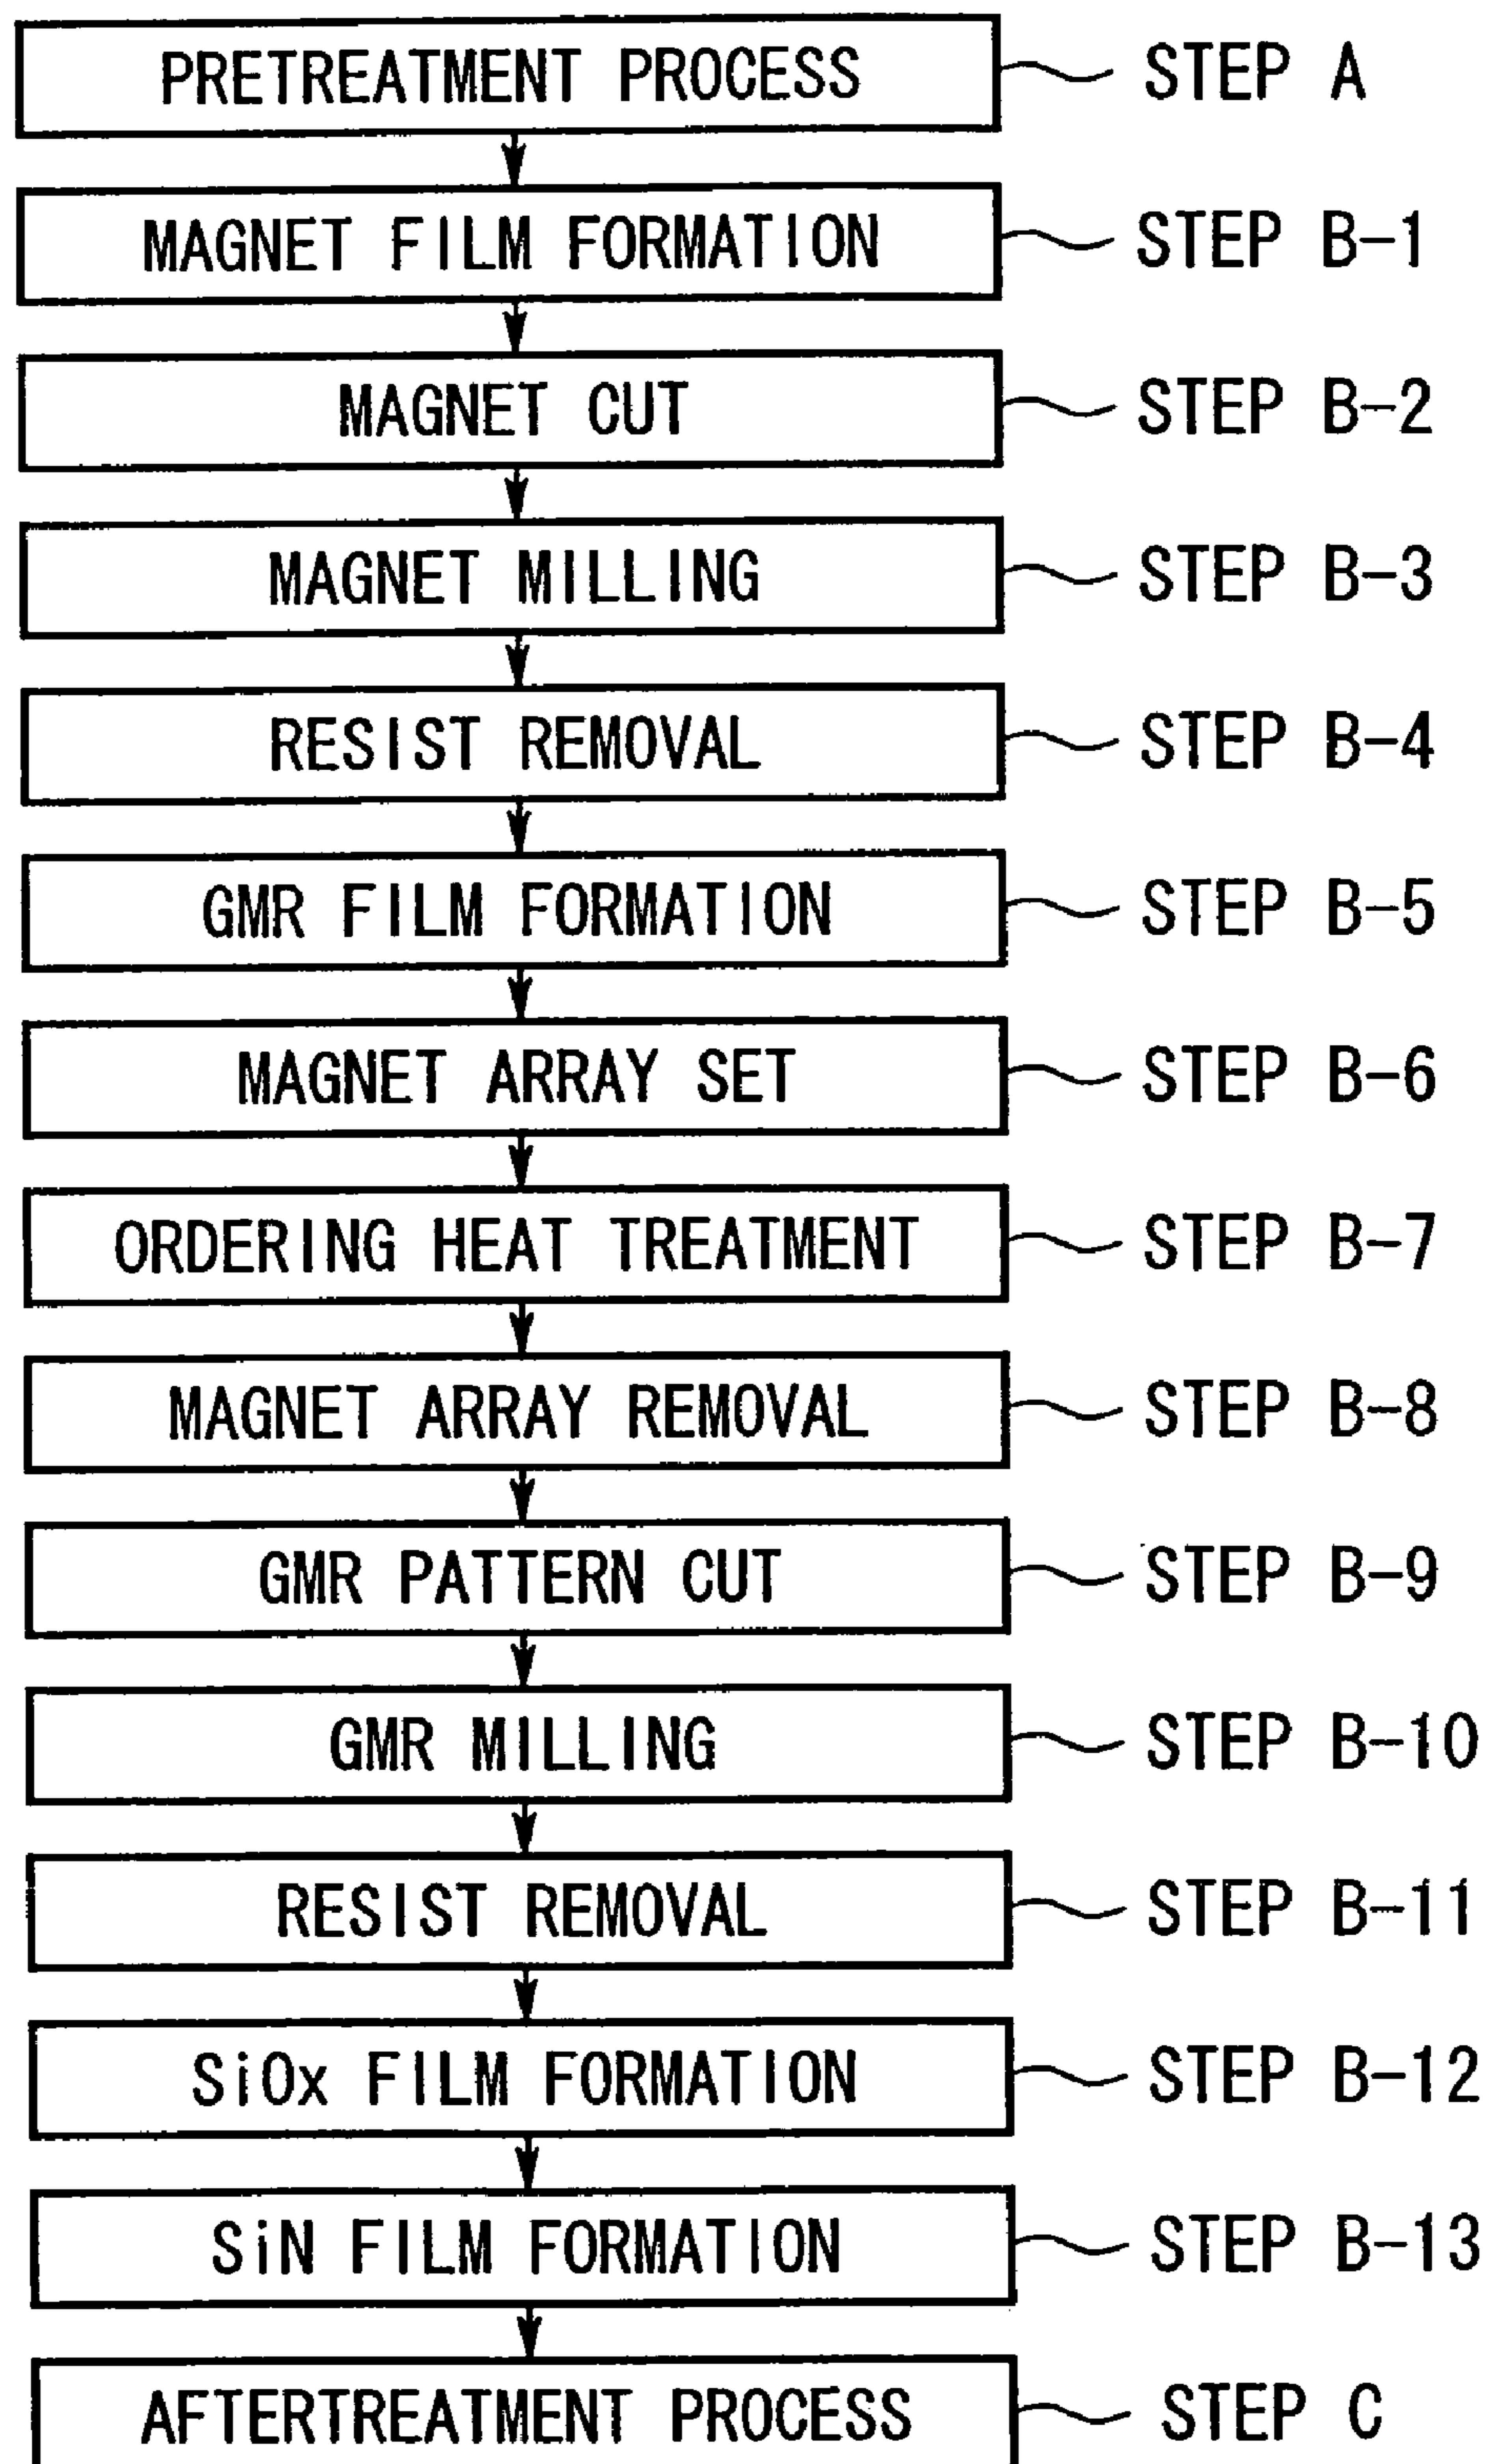 PRETREATMENT PROCESS STEP A
MAGNET FILM FORMATION STEP B-1
MAGNET CUT STEP B-2
MAGNET MILLING STEP B-3
RESIST REMOVAL STEP B-4
GMR FILM FORMATION STEP B-5
MAGNET ARRAY SET STEP B-6
ORDERING HEAT TREATMENT STEP B-7
MAGNET ARRAY REMOVAL STEP B-8
GMR PATTERN CUT STEP B-9
GMR MILLING STEP B-10
RESIST REMOVAL STEP B-11
SiOx FILM FORMATION STEP B-12
SiN FILM FORMATION STEP B-13
AFTERTREATMENT PROCESS STEP C